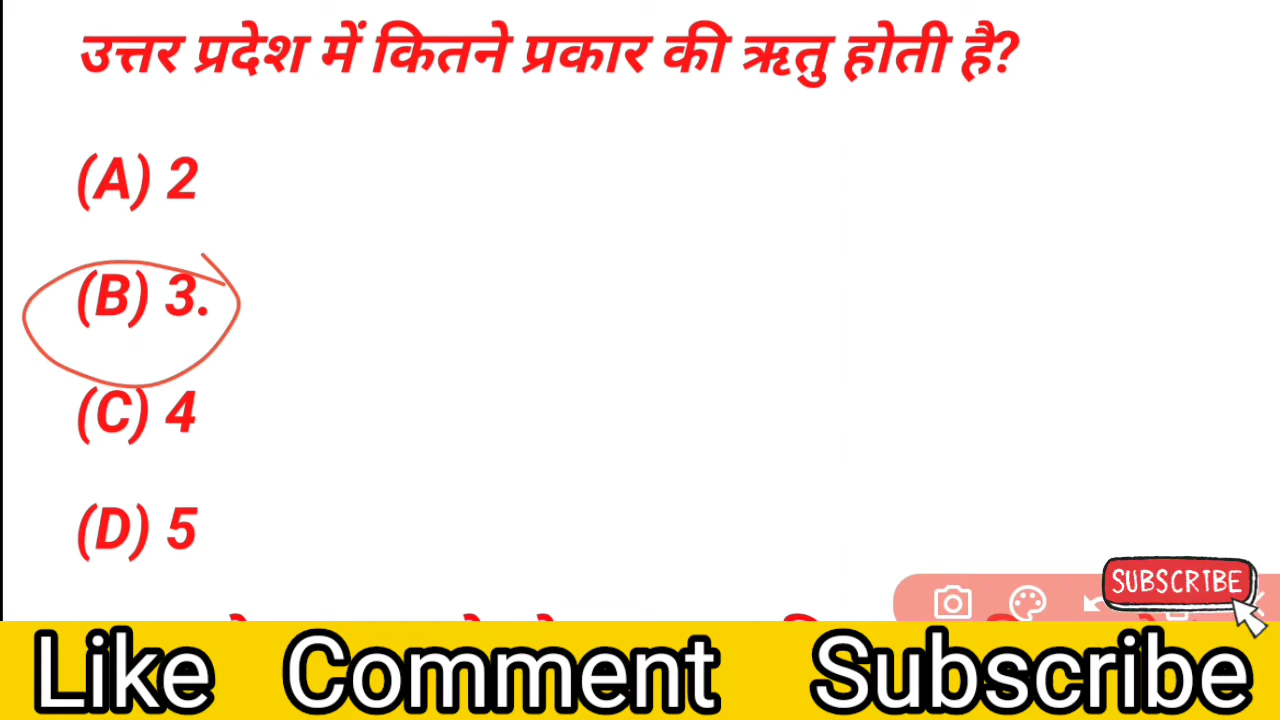 उत्तर प्रदेश में कितने प्रकार की ऋतु होती है?
(A) 2
(B) 3.
(C) 4
(D) 5
SUBSCRIBE
Like Comment Subscribe